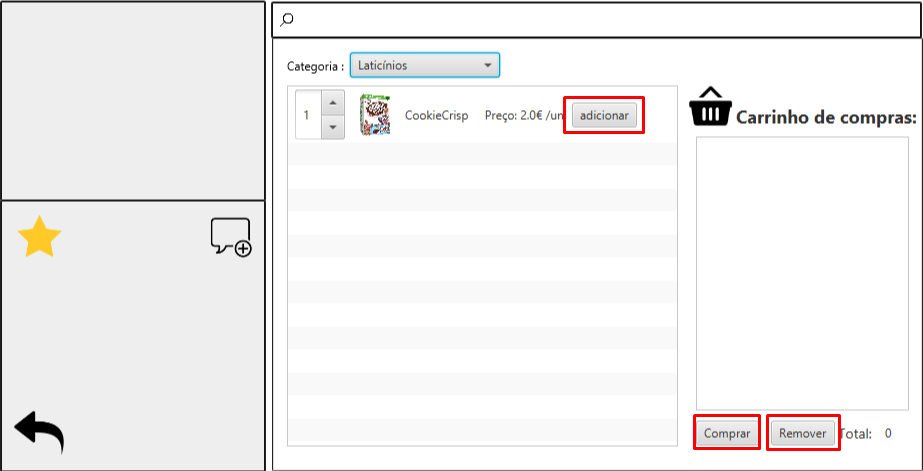 Categoria : Laticínios
1 CookieCrisp Preço: 2.0€ /un adicionar
Carrinho de compras:
Comprar Remover Total: 0